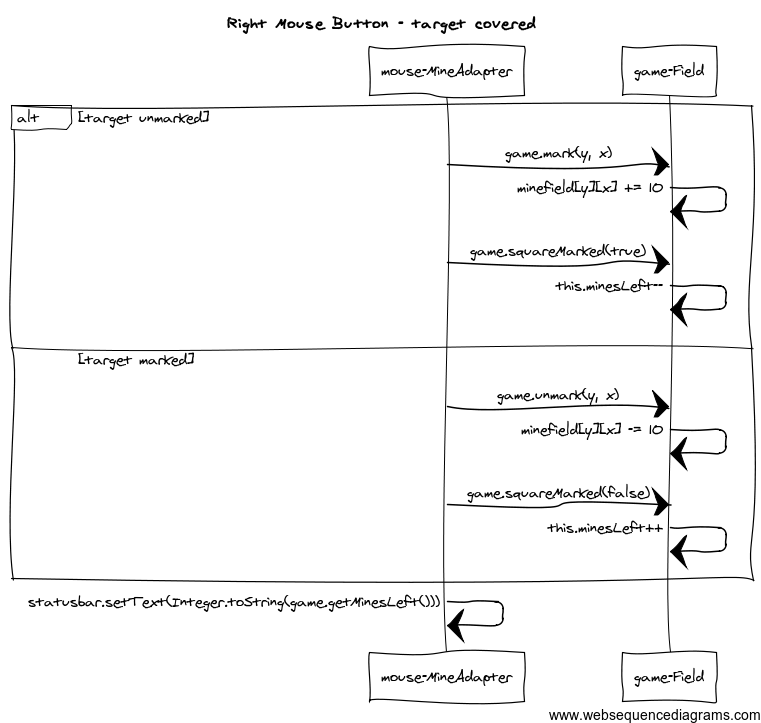 Right Mouse Button - target covered
mouse-MineAdapter
game-Field
alt
[target unmarked]
game.mark(y, x)
minefield[y][x] += 10
game.squareMarked(true)
this.minesLeft--
[target marked]
game.unmark(y, x)
minefield[y][x] -= 10
game.squareMarked(false)
this.minesLeft++
statusbar.setText(Integer.toString(game.getMinesLeft()))
mouse-MineAdapter
game-Field
www.websequencediagrams.com